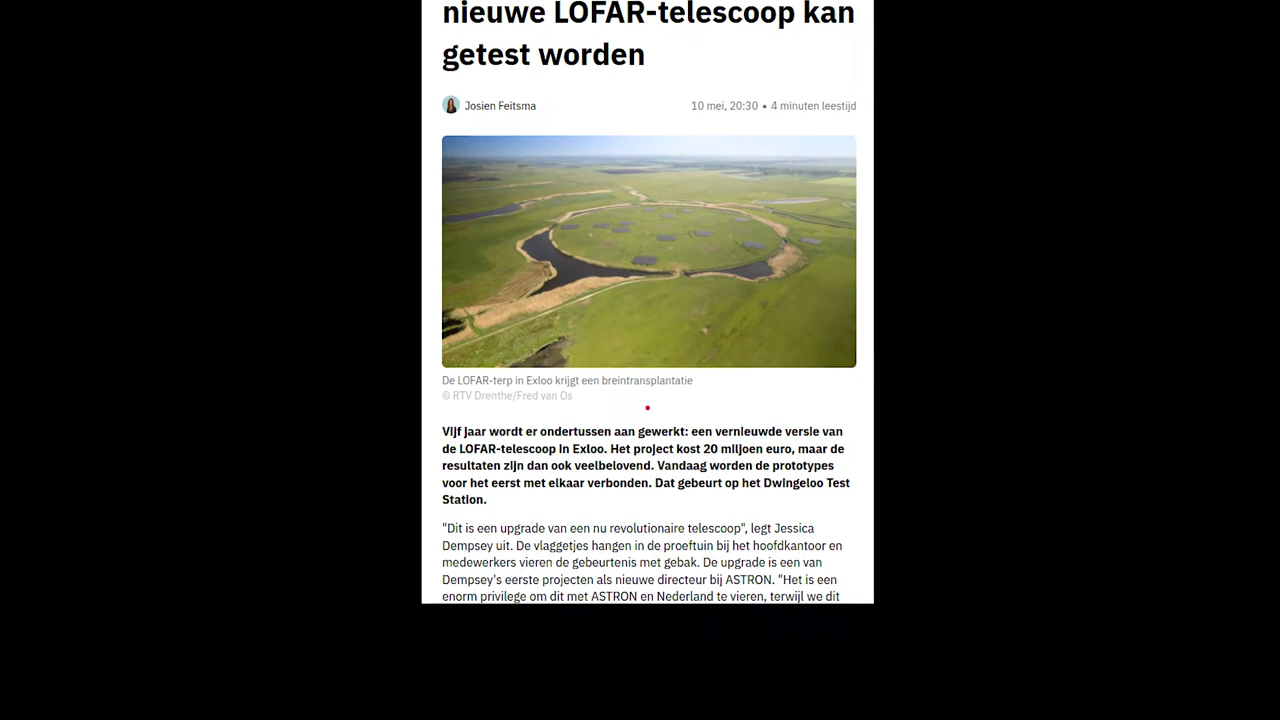 nieuwe LOFAR-telescoop kan
getest worden
Josien Feitsma
10 mei, 20:30 • 4 minuten leestijd
De LOFAR-terp in Exloo krijgt een breintransplantatie
© RTV Drenthe/Fred van Os
Vijf jaar wordt er ondertussen aan gewerkt: een vernieuwde versie van
de LOFAR-telescoop in Exloo. Het project kost 20 miljoen euro, maar de
resultaten zijn dan ook veelbelovend. Vandaag worden de prototypes
voor het eerst met elkaar verbonden. Dat gebeurt op het Dwingeloo Test
Station.
"Dit is een upgrade van een nu revolutionaire telescoop", legt Jessica
Dempsey uit. De vlaggetjes hangen in de proeftuin bij het hoofdkantoor en
medewerkers vieren de gebeurtenis met gebak. De upgrade is een van
Dempsey's eerste projecten als nieuwe directeur bij ASTRON. "Het is een
enorm privilege om dit met ASTRON en Nederland te vieren, terwijl we dit